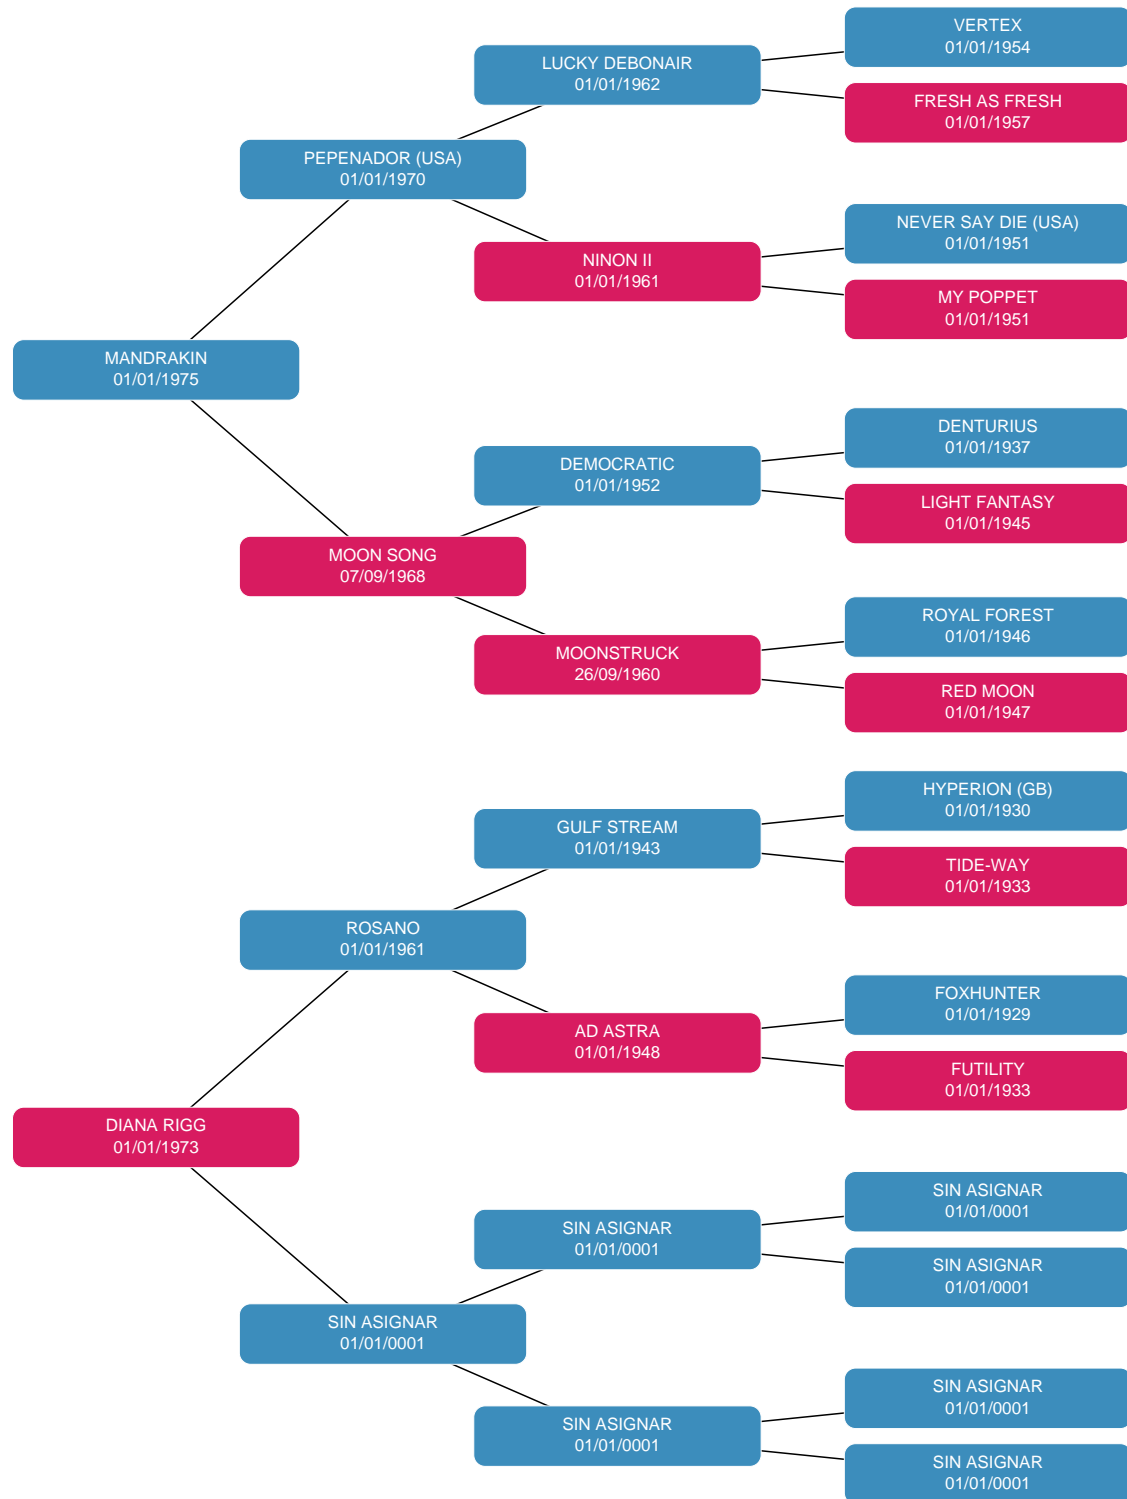 VERTEX
01/01/1954
LUCKY DEBONAIR
01/01/1962
FRESH AS FRESH
01/01/1957
PEPENADOR (USA)
01/01/1970
NEVER SAY DIE (USA)
01/01/1951
NINON II
01/01/1961
MY POPPET
01/01/1951
MANDRAKIN
01/01/1975
DENTURIUS
01/01/1937
DEMOCRATIC
01/01/1952
LIGHT FANTASY
01/01/1945
MOON SONG
07/09/1968
ROYAL FOREST
01/01/1946
MOONSTRUCK
26/09/1960
RED MOON
01/01/1947
HYPERION (GB)
01/01/1930
GULF STREAM
01/01/1943
TIDE-WAY
01/01/1933
ROSANO
01/01/1961
FOXHUNTER
01/01/1929
AD ASTRA
01/01/1948
FUTILITY
01/01/1933
DIANA RIGG
01/01/1973
SIN ASIGNAR
01/01/0001
SIN ASIGNAR
01/01/0001
SIN ASIGNAR
01/01/0001
SIN ASIGNAR
01/01/0001
SIN ASIGNAR
01/01/0001
SIN ASIGNAR
01/01/0001
SIN ASIGNAR
01/01/0001